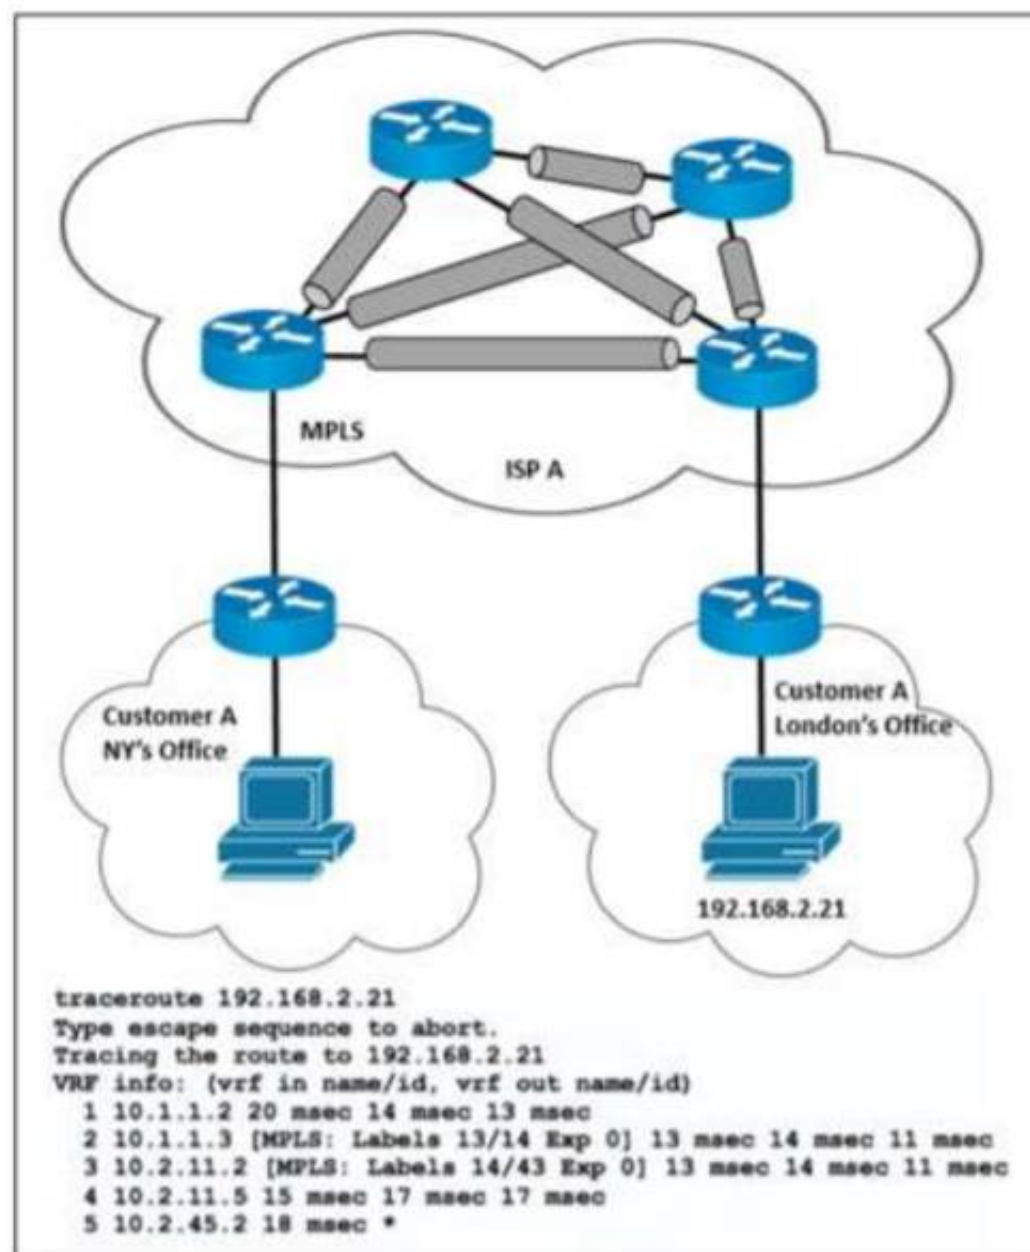 MPLS
ISP A
Customer A
NY's Office
Customer A
London's Office
192.168.2.21
traceroute 192.168.2.21
Type escape sequence to abort.
Tracing the route to 192.168.2.21
VRF info: (vrf in name/id, vrf out name/id)
1 10.1.1.2 20 msec 14 msec 13 msec
2 10.1.1.3 [MPLS: Labels 13/14 Exp 0] 13 msec 14 msec 11 msec
3 10.2.11.2 [MPLS: Labels 14/43 Exp 0] 13 msec 14 msec 11 msec
4 10.2.11.5 15 msec 17 msec 17 msec
5 10.2.45.2 18 msec *